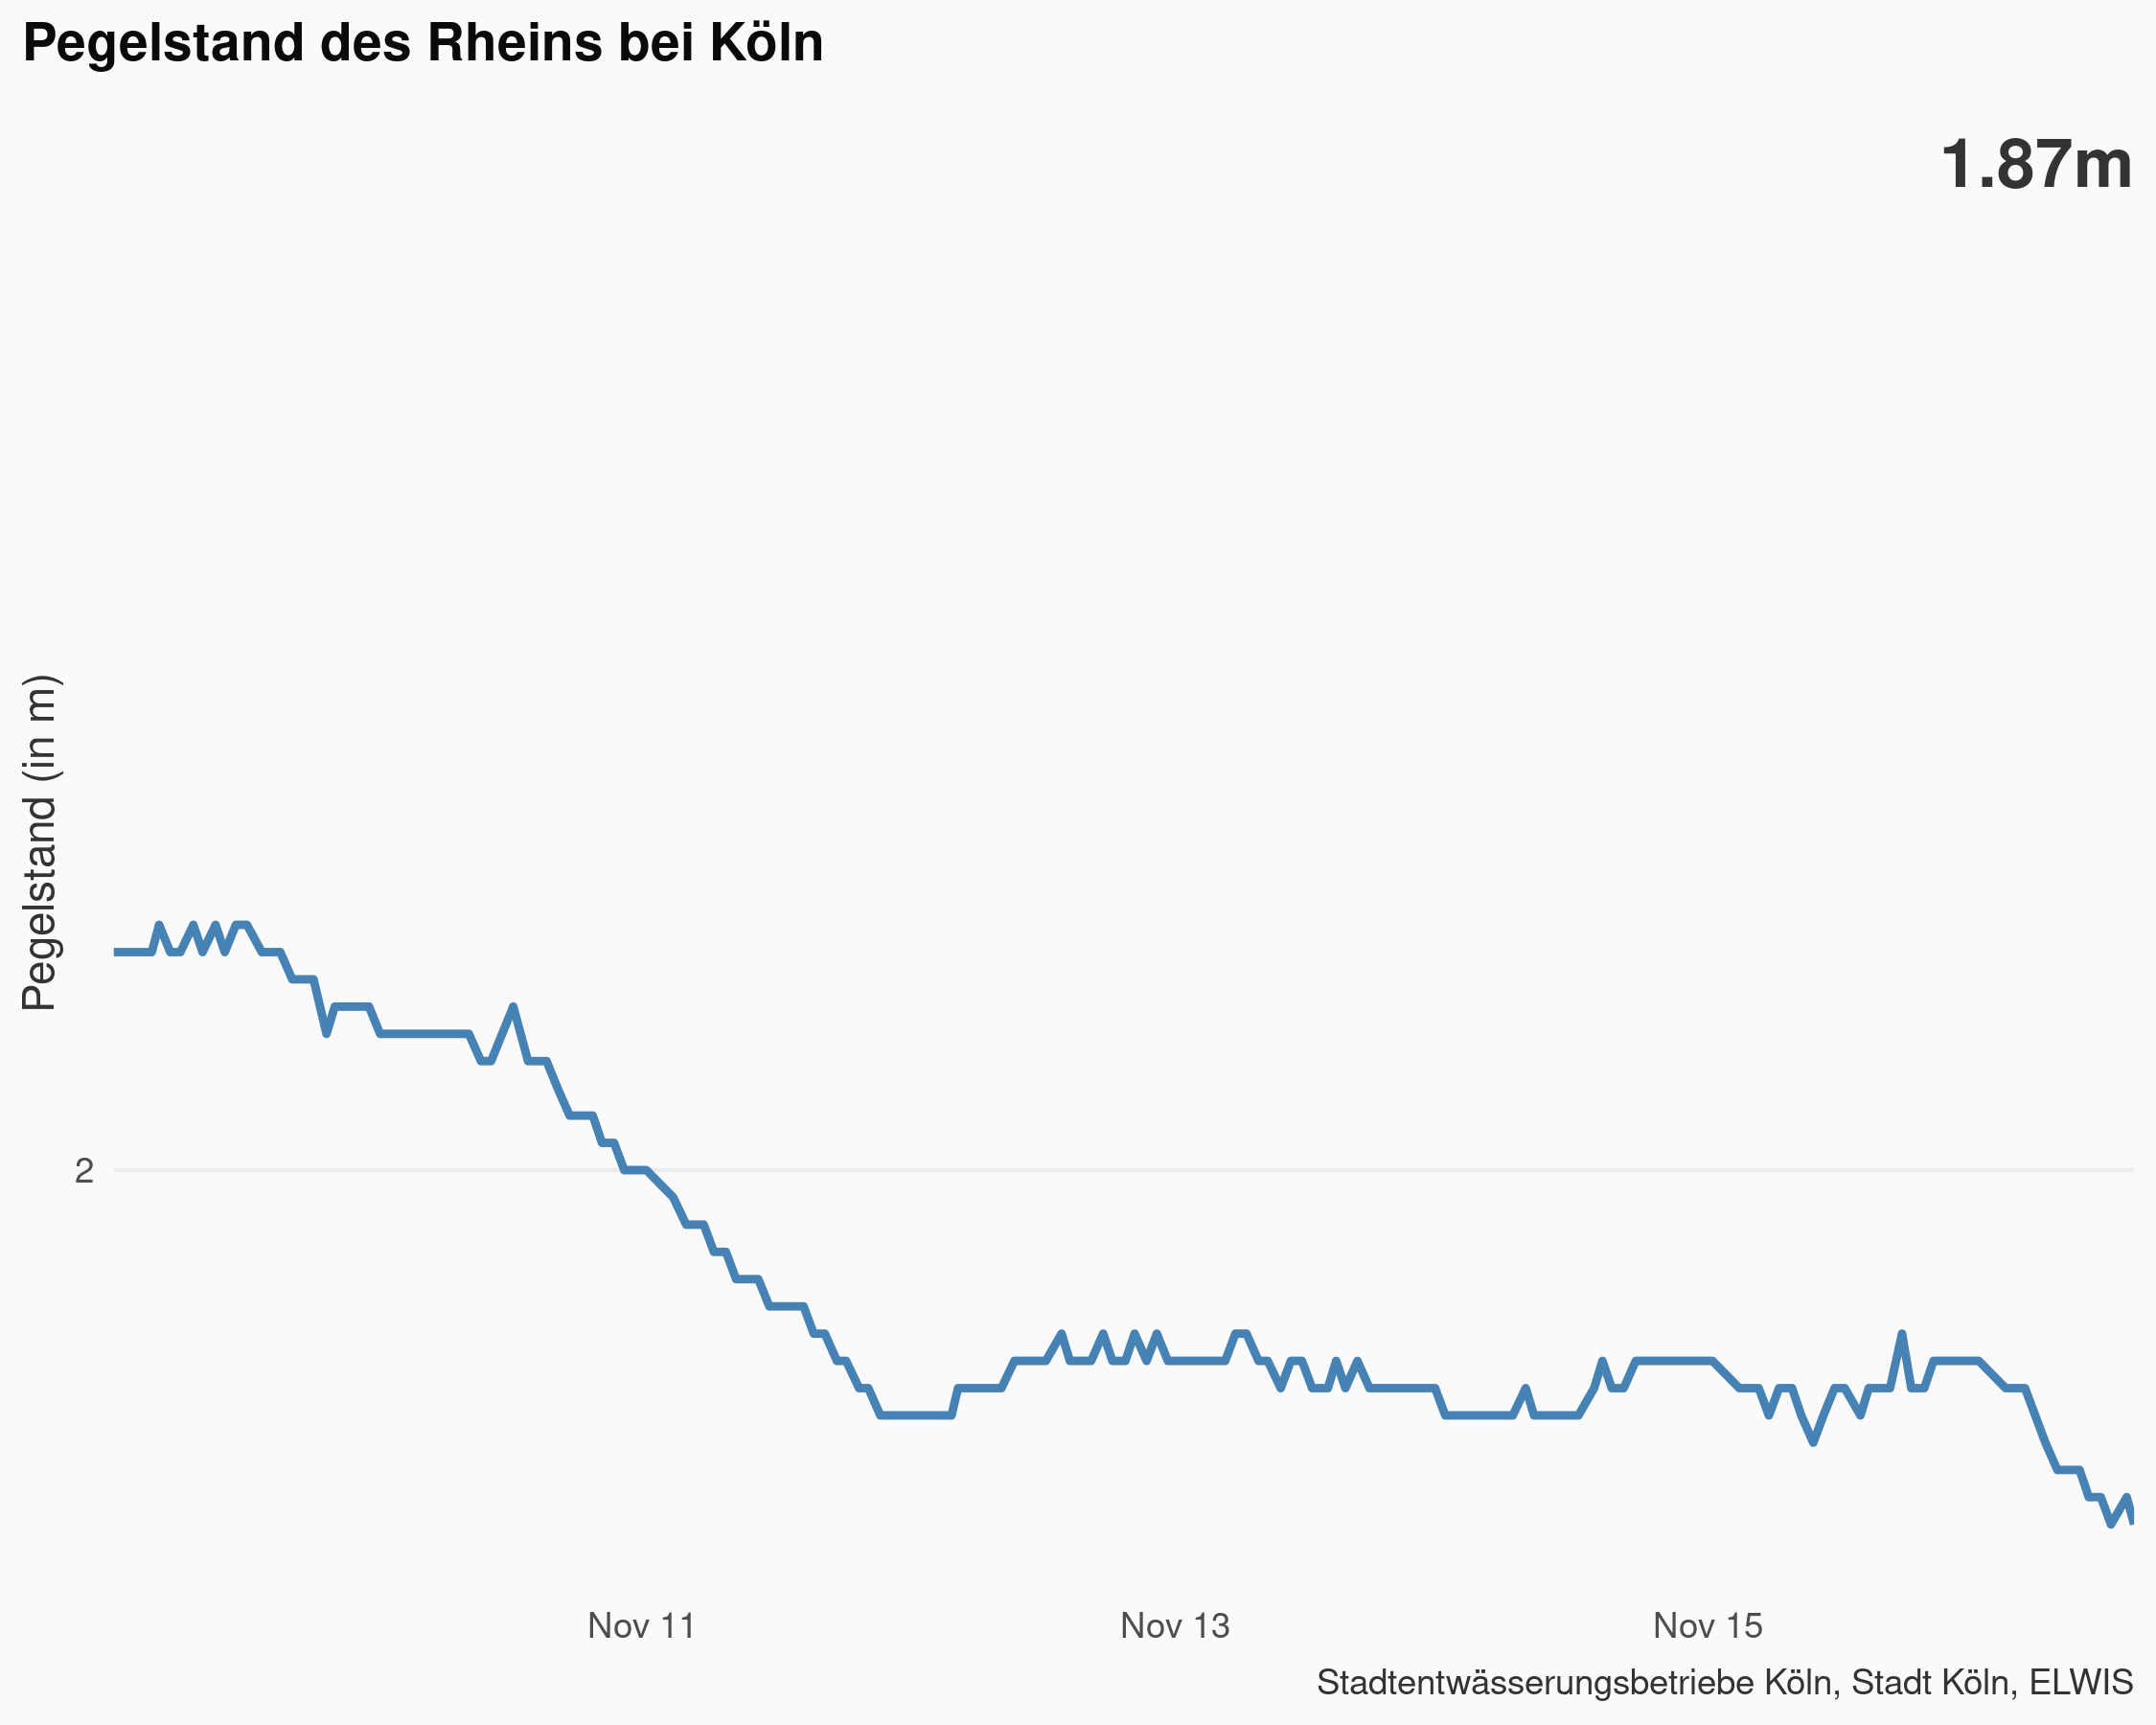 Pegelstand des Rheins bei Köln
1.87m
Pegelstand (in m)
2
Nov 11
Nov 13
Nov 15
Stadtentwässerungsbetriebe Köln, Stadt Köln, ELWIS